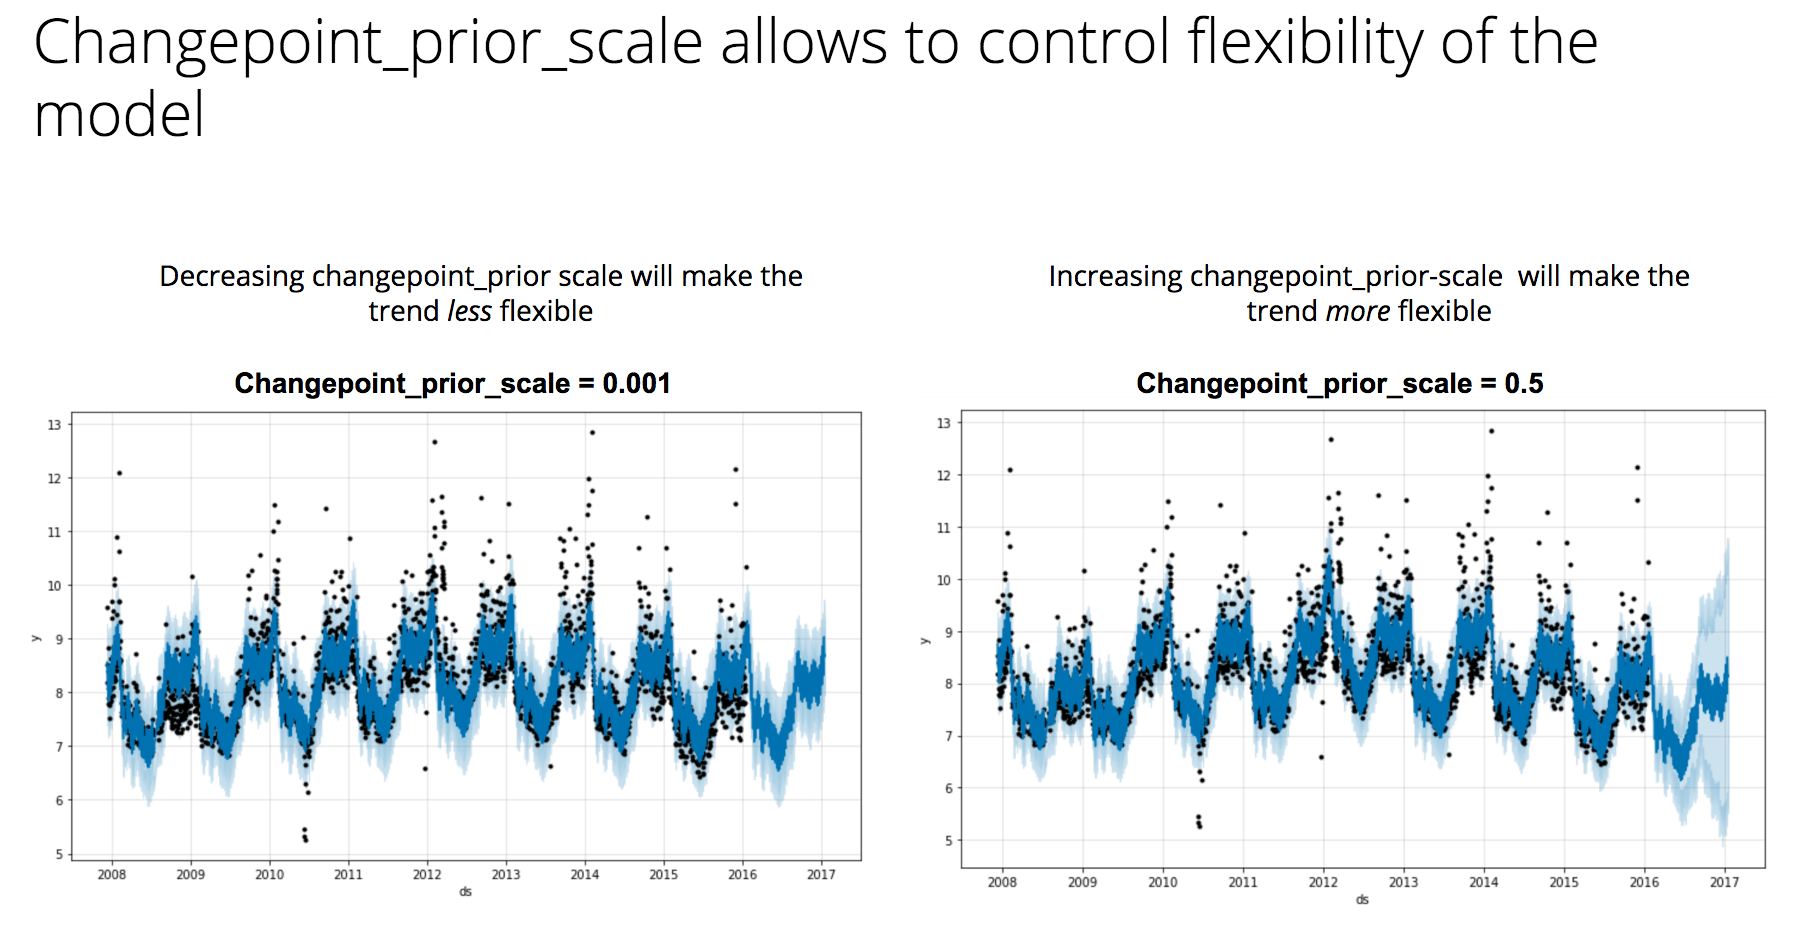 Changepoint_prior_scale allows to control flexibility of the
model
Decreasing changepoint_prior scale will make the
trend less flexible
Increasing changepoint_prior-scale  will make the
trend more flexible
Changepoint_prior_scale = 0.001
13
12
11
10
9
8
7
6
5
y
2008 2009 2010 2011 2012 2013 2014 2015 2016 2017
ds
Changepoint_prior_scale = 0.5
13
12
11
10
9
8
7
6
5
y
2008 2009 2010 2011 2012 2013 2014 2015 2016 2017
ds